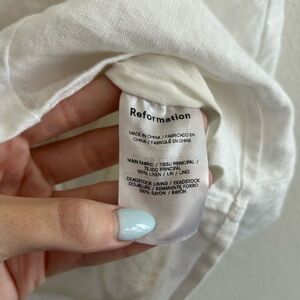 Reformation
MADE IN CHINA / FABRICADO EN
CHINA / FABRIQUÉ EN CHINE
MAIN FABRIC / TISSU PRINCIPAL /
TEJIDO PRINCIPAL
100% LINEN / LIN / LINO
DEADSTOCK LINING / DEADSTOCK
DOUBLURE / REMANENTE FORRO
100% RAYON / RAYÓN